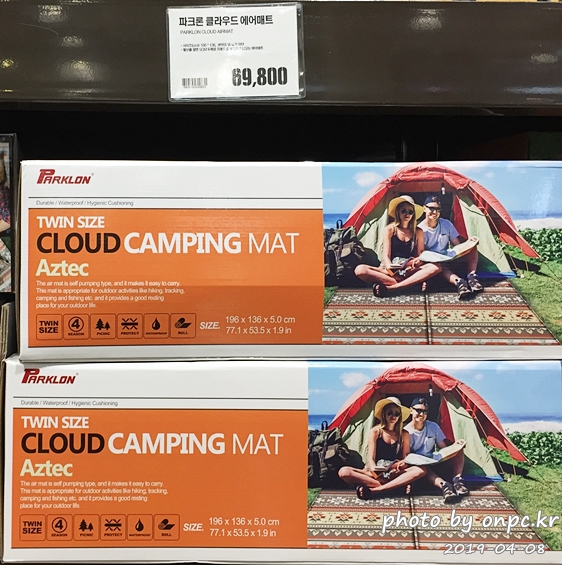 파크론 클라우드 에어매트
PARKLON CLOUD AIRMAT
69,800
PARKLON
Durable / Waterproof / Hygienic Cushioning
TWIN SIZE
CLOUD CAMPING MAT
Aztec
The air mat is self pumping type, and it makes it easy to carry.
This mat is appropriate for outdoor activities like hiking, tracking,
camping and fishing etc. and it provides a good resting
place for your outdoor life.
TWIN SIZE
4 SEASON
PICNIC
PROTECT
WATERPROOF
ROLL
SIZE. 196 x 136 x 5.0 cm
77.1 x 53.5 x 1.9 in
PARKLON
Durable / Waterproof / Hygienic Cushioning
TWIN SIZE
CLOUD CAMPING MAT
Aztec
The air mat is self pumping type, and it makes it easy to carry.
This mat is appropriate for outdoor activities like hiking, tracking,
camping and fishing etc. and it provides a good resting
place for your outdoor life.
TWIN SIZE
4 SEASON
PICNIC
PROTECT
WATERPROOF
ROLL
SIZE. 196 x 136 x 5.0 cm
77.1 x 53.5 x 1.9 in
photo by onpc.kr
2019-04-08